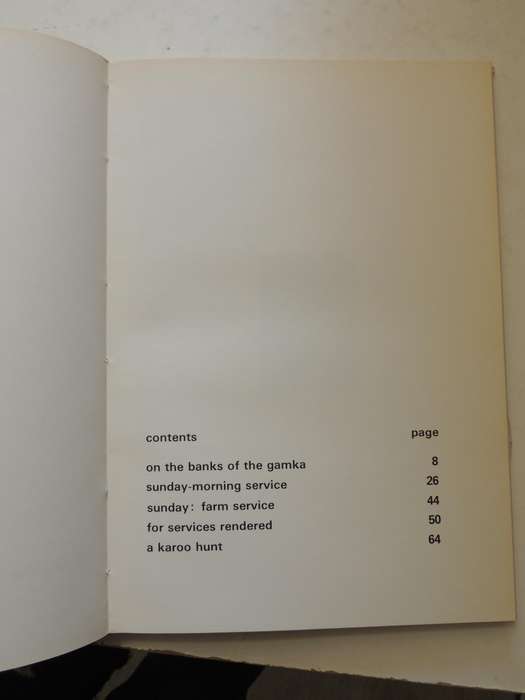 contents page
on the banks of the gamka 8
sunday-morning service 26
sunday: farm service 44
for services rendered 50
a karoo hunt 64